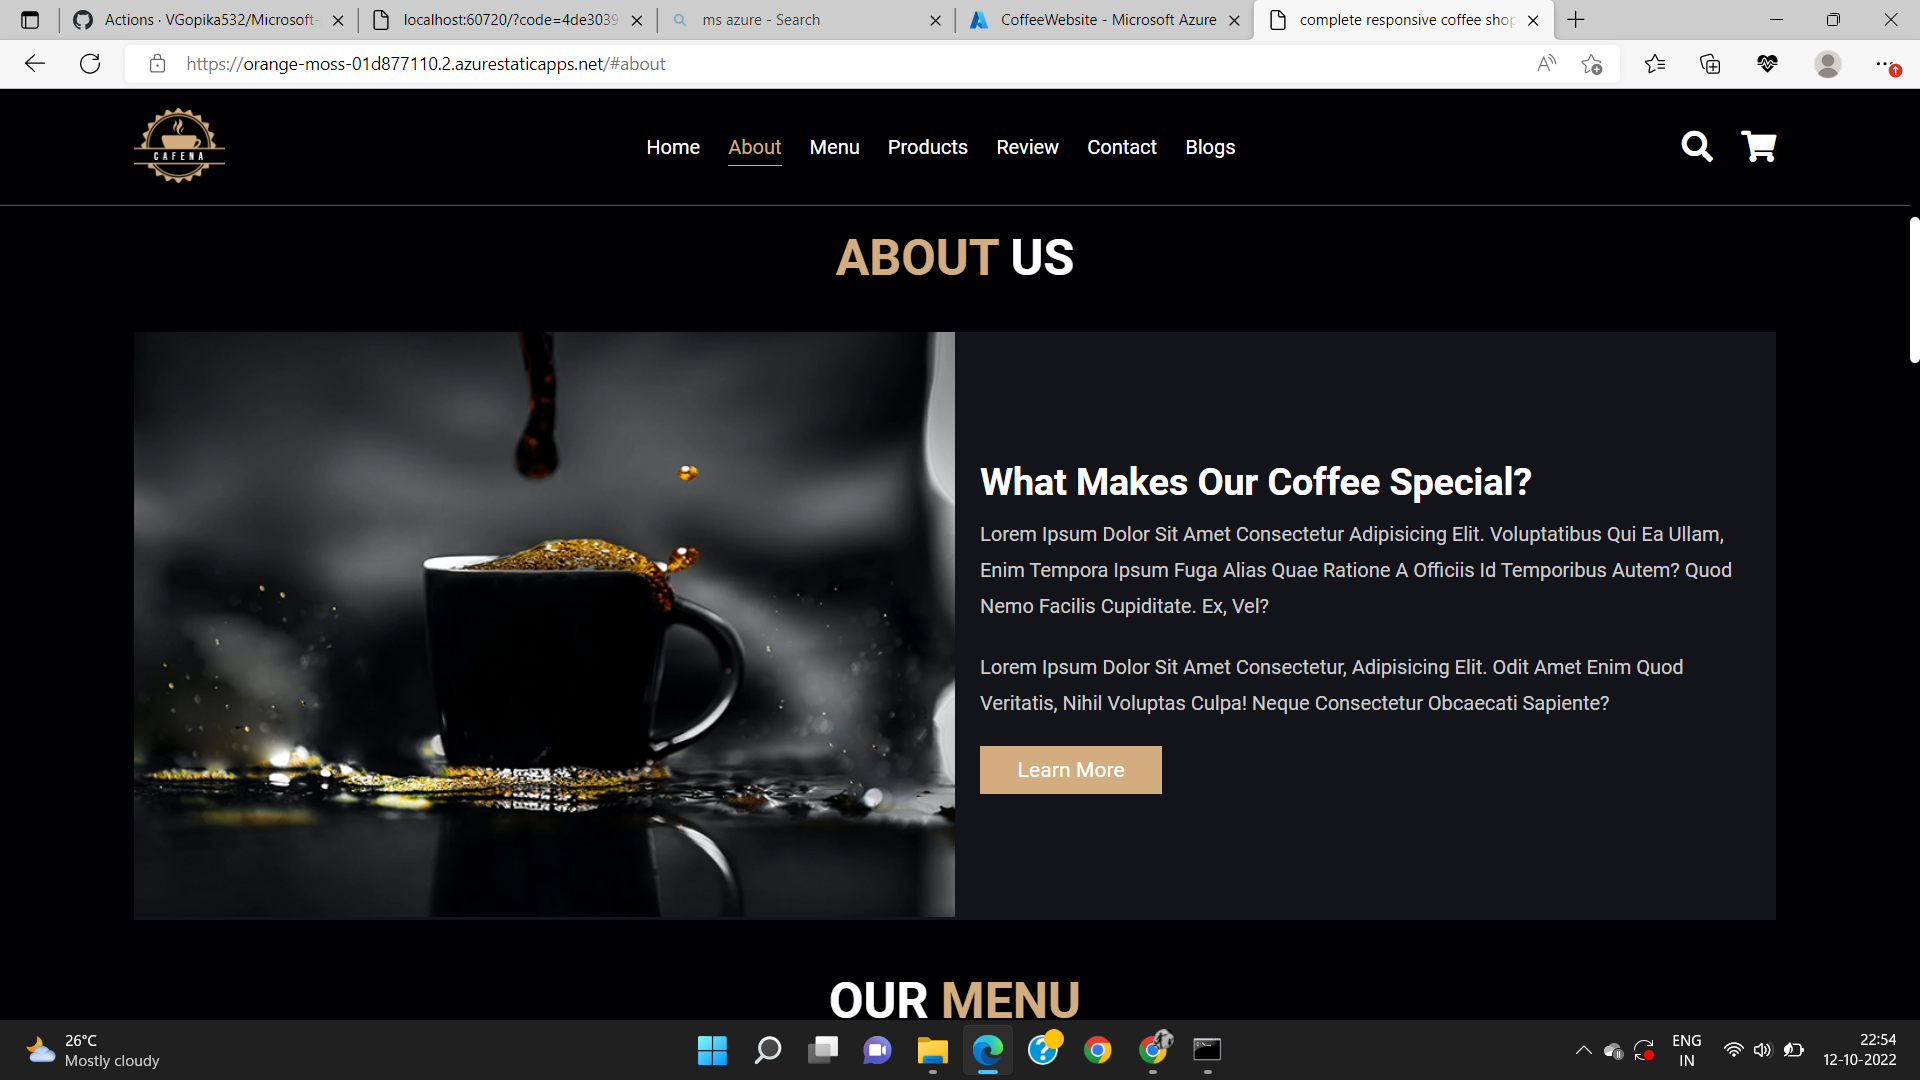 Actions · VGopika532/Microsoft-
localhost:60720/?code=4de3039
ms azure - Search
CoffeeWebsite - Microsoft Azure
complete responsive coffee shop
https://orange-moss-01d877110.2.azurestaticapps.net/#about
CAFENA
Home
About
Menu
Products
Review
Contact
Blogs
ABOUT US
What Makes Our Coffee Special?
Lorem Ipsum Dolor Sit Amet Consectetur Adipisicing Elit. Voluptatibus Qui Ea Ullam,
Enim Tempora Ipsum Fuga Alias Quae Ratione A Officiis Id Temporibus Autem? Quod
Nemo Facilis Cupiditate. Ex, Vel?
Lorem Ipsum Dolor Sit Amet Consectetur, Adipisicing Elit. Odit Amet Enim Quod
Veritatis, Nihil Voluptas Culpa! Neque Consectetur Obcaecati Sapiente?
Learn More
OUR MENU
26°C
Mostly cloudy
ENG
IN
22:54
12-10-2022